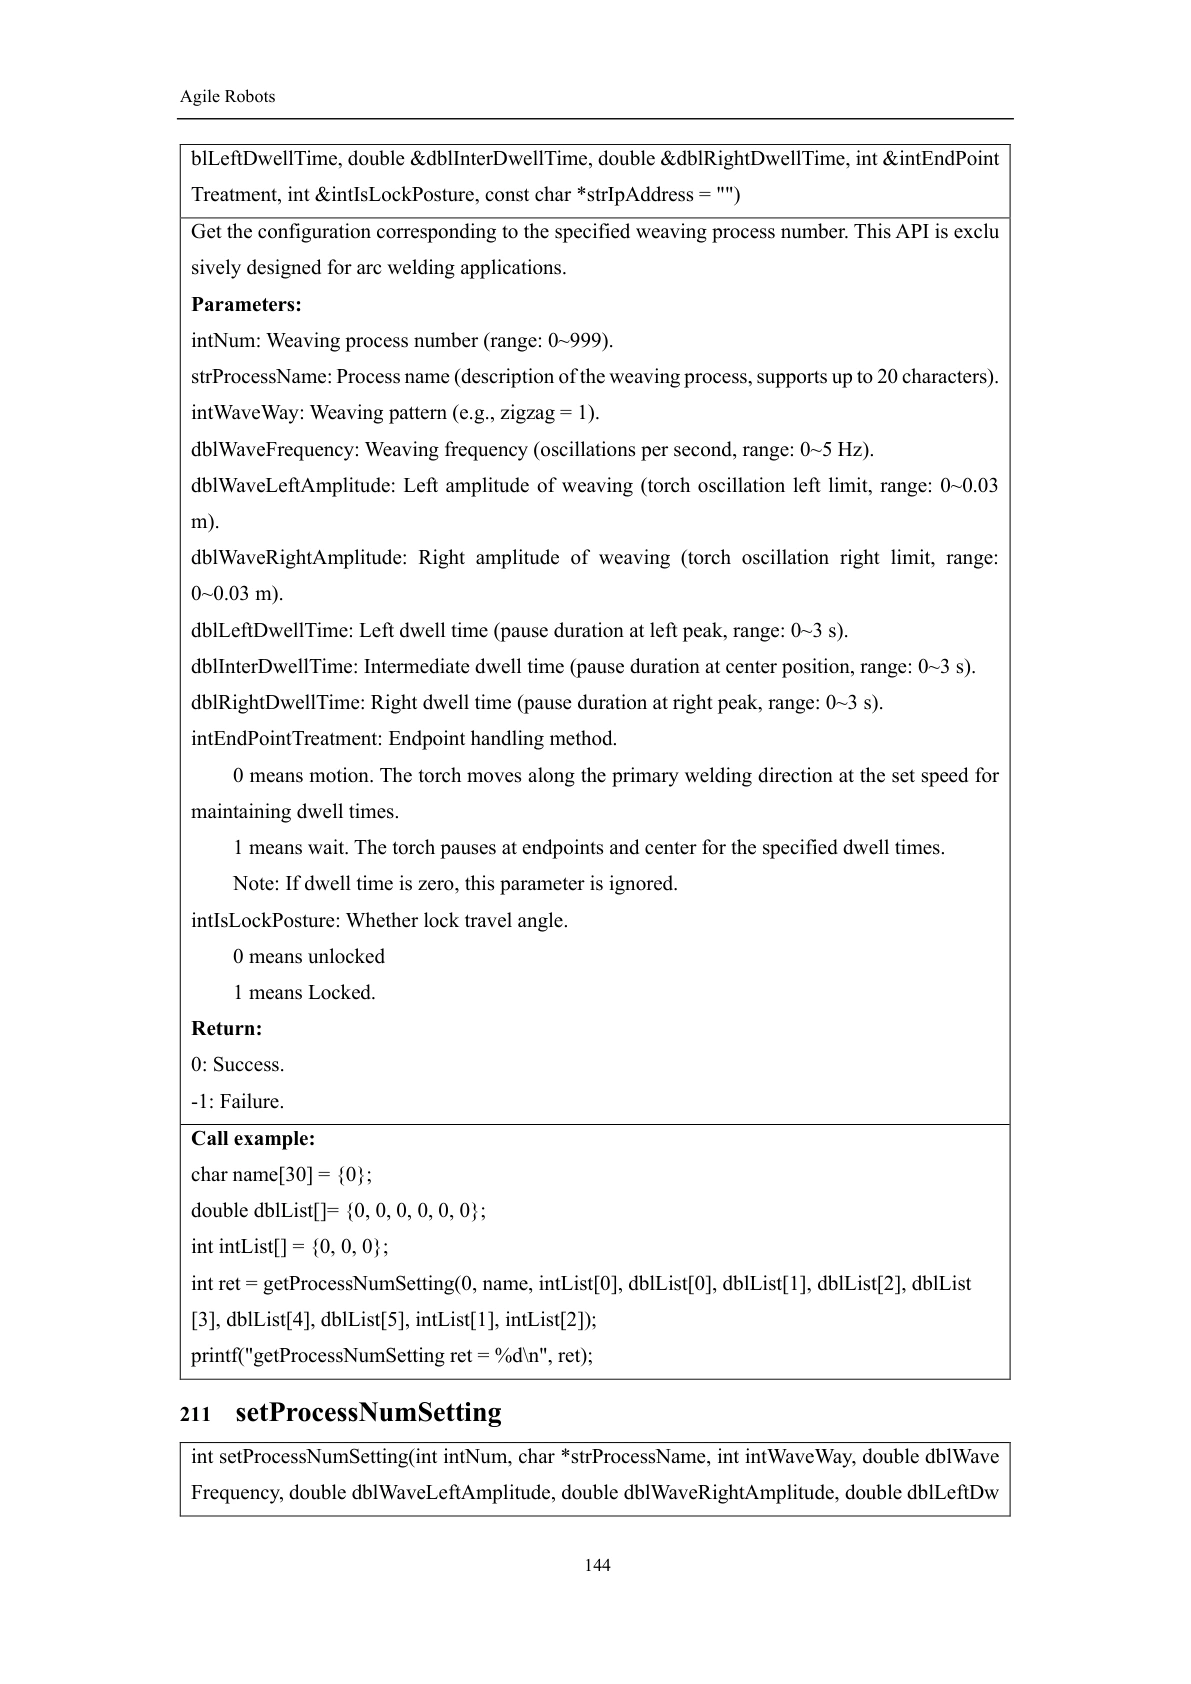 Agile Robots
blLeftDwellTime, double &dblInterDwellTime, double &dblRightDwellTime, int &intEndPoint
Treatment, int &intIsLockPosture, const char *strIpAddress = "")
Get the configuration corresponding to the specified weaving process number. This API is exclu
sively designed for arc welding applications.
Parameters:
intNum: Weaving process number (range: 0~999).
strProcessName: Process name (description of the weaving process, supports up to 20 characters).
intWaveWay: Weaving pattern (e.g., zigzag = 1).
dblWaveFrequency: Weaving frequency (oscillations per second, range: 0~5 Hz).
dblWaveLeftAmplitude: Left amplitude of weaving (torch oscillation left limit, range: 0~0.03
m).
dblWaveRightAmplitude: Right amplitude of weaving (torch oscillation right limit, range:
0~0.03 m).
dblLeftDwellTime: Left dwell time (pause duration at left peak, range: 0~3 s).
dblInterDwellTime: Intermediate dwell time (pause duration at center position, range: 0~3 s).
dblRightDwellTime: Right dwell time (pause duration at right peak, range: 0~3 s).
intEndPointTreatment: Endpoint handling method.
0 means motion. The torch moves along the primary welding direction at the set speed for
maintaining dwell times.
1 means wait. The torch pauses at endpoints and center for the specified dwell times.
Note: If dwell time is zero, this parameter is ignored.
intIsLockPosture: Whether lock travel angle.
0 means unlocked
1 means Locked.
Return:
0: Success.
-1: Failure.
Call example:
char name[30] = {0};
double dblList[]= {0, 0, 0, 0, 0, 0};
int intList[] = {0, 0, 0};
int ret = getProcessNumSetting(0, name, intList[0], dblList[0], dblList[1], dblList[2], dblList
[3], dblList[4], dblList[5], intList[1], intList[2]);
printf("getProcessNumSetting ret = %d\n", ret);
211 setProcessNumSetting
int setProcessNumSetting(int intNum, char *strProcessName, int intWaveWay, double dblWave
Frequency, double dblWaveLeftAmplitude, double dblWaveRightAmplitude, double dblLeftDw
144